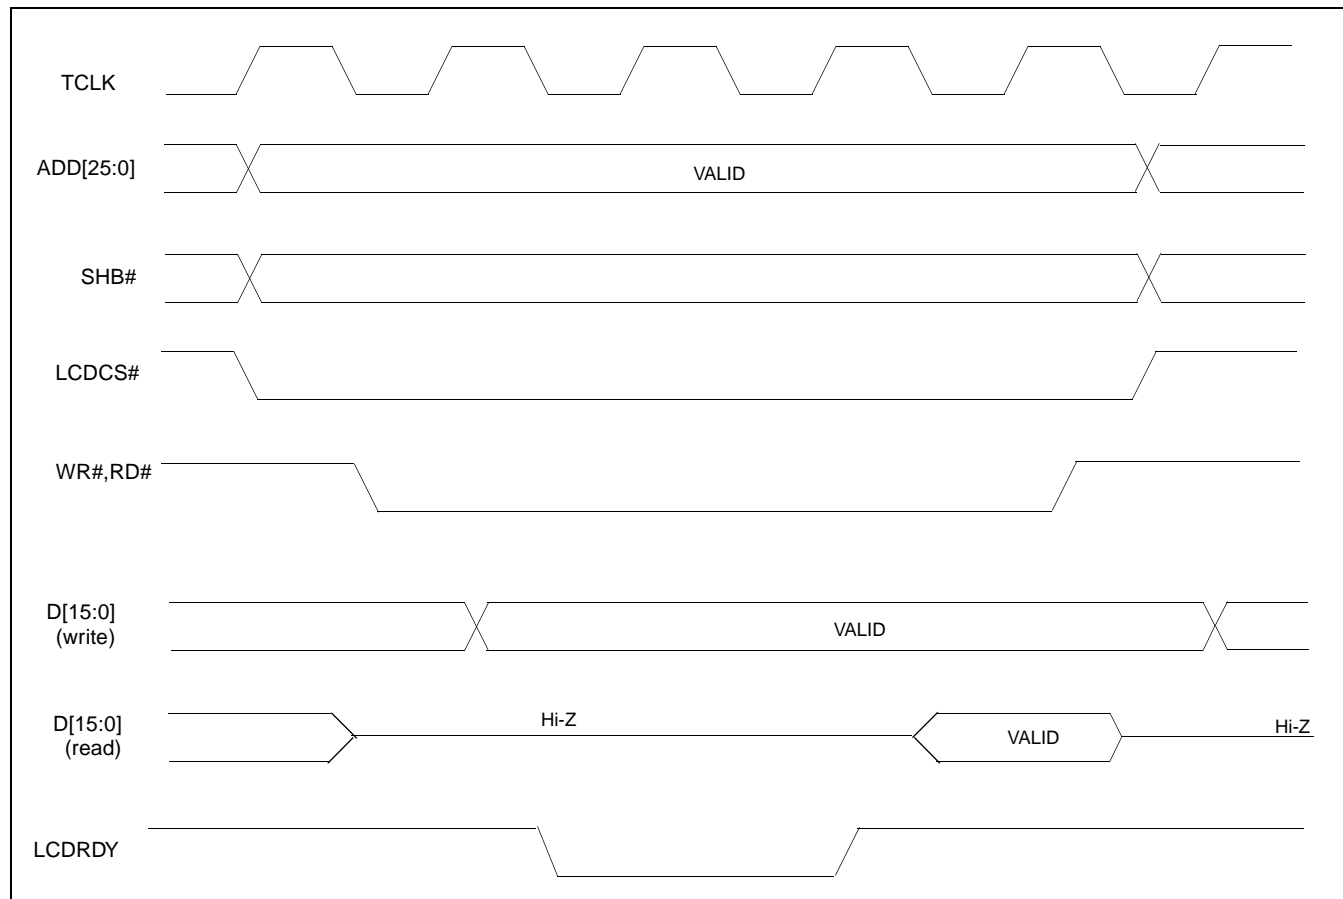 TCLK
ADD[25:0]
VALID
SHB#
LCDCS#
WR#,RD#
D[15:0]
(write)
VALID
D[15:0]
(read)
Hi-Z
VALID
Hi-Z
LCDRDY